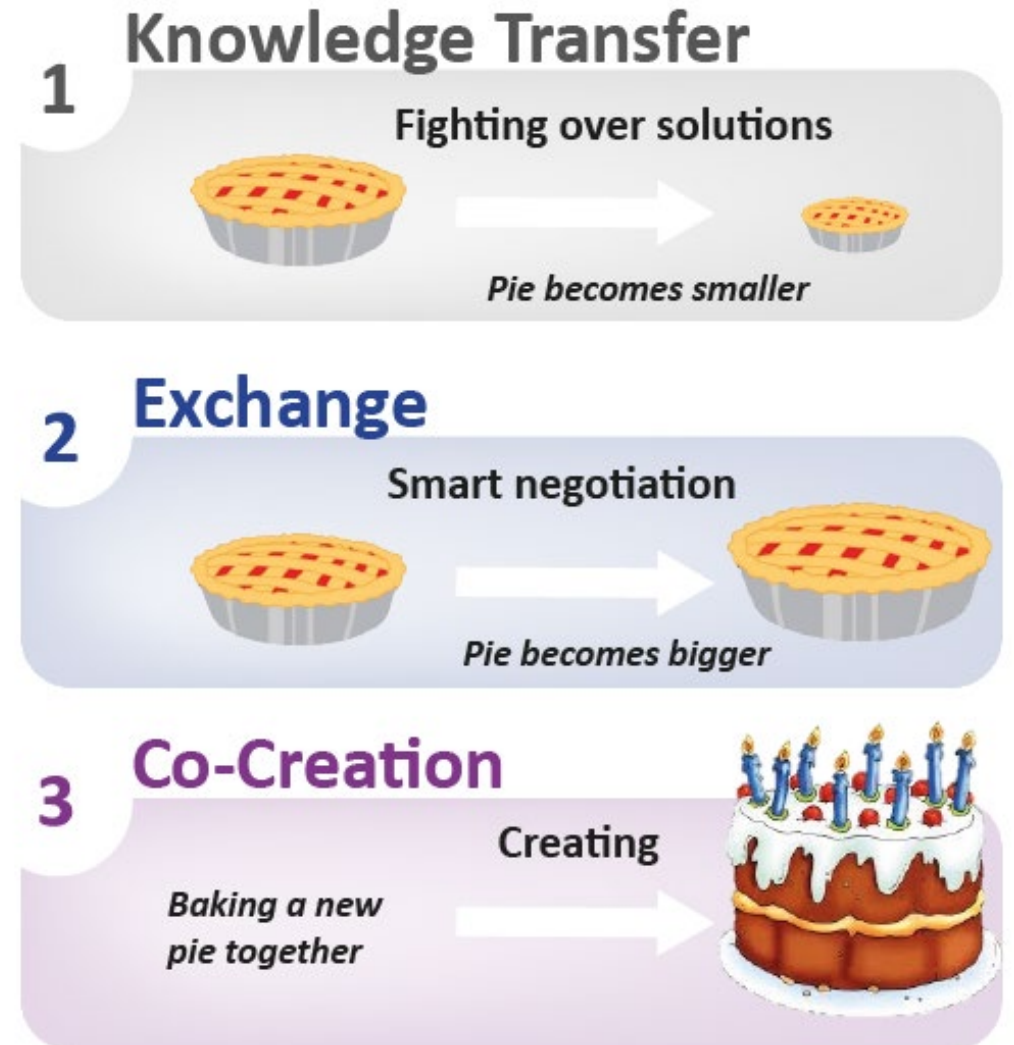 Knowledge Transfer
1
Fighting over solutions
Pie becomes smaller
Exchange
2
Smart negotiation
Pie becomes bigger
Co-Creation
3
Creating
Baking a new
pie together